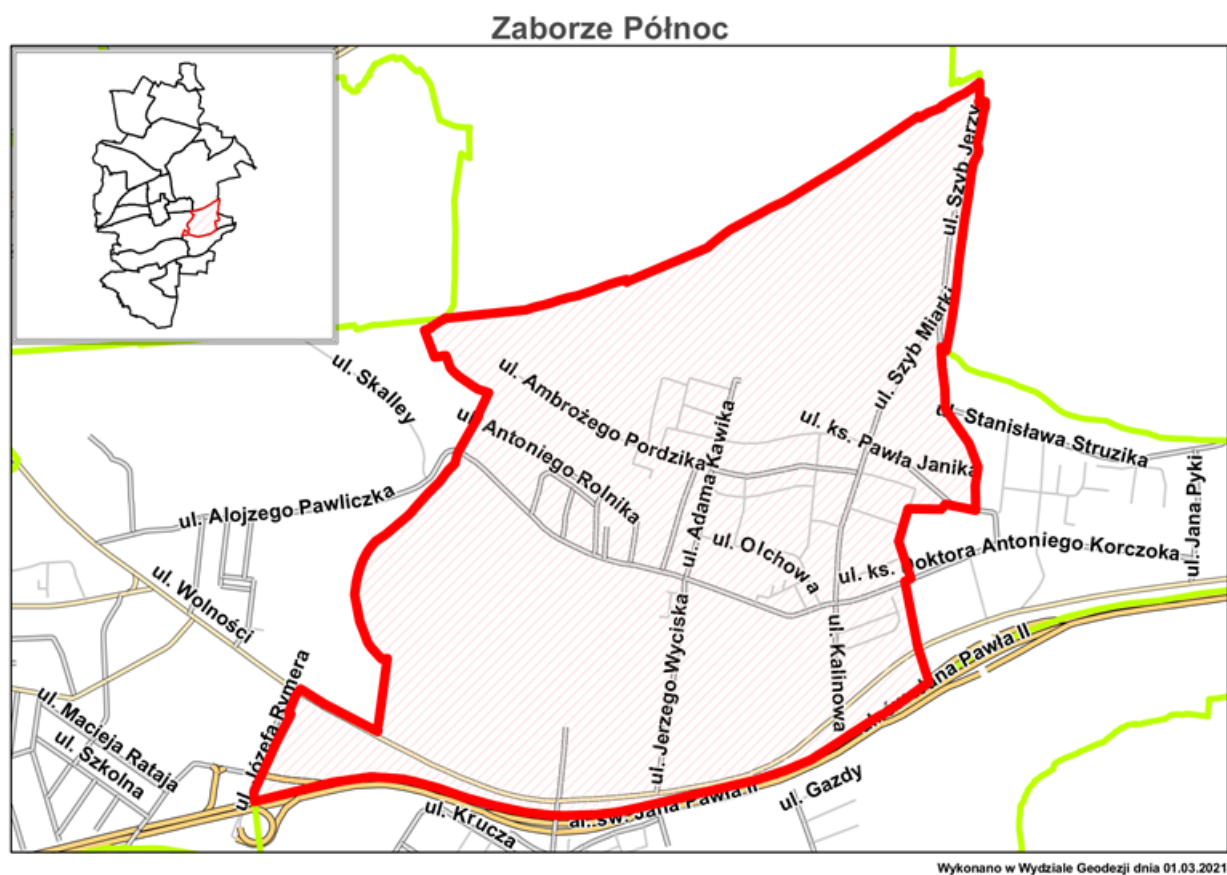 Zaborze Północ
ul. Szyb Jerzy
ul. Szyb Miarki
ul. Skalley
ul. Ambrożego Pordzika
ul. Antoniego Rolnika
ul. Adama Kawika
ul. ks. Pawła Janika
ul. Stanisława Struzika
ul. Jana Pyki
ul. Alojzego Pawliczka
ul. Olchowa
ul. ks. Doktora Antoniego Korczoka
ul. Wolności
ul. Jerzego Wyciska
ul. Kalinowa
Jana Pawła II
ul. Józefa Rymera
ul. Macieja Rataja
ul. Szkolna
ul. Krucza
al. św. Jana Pawła II
ul. Gazdy
Wykonano w Wydziale Geodezji dnia 01.03.2021